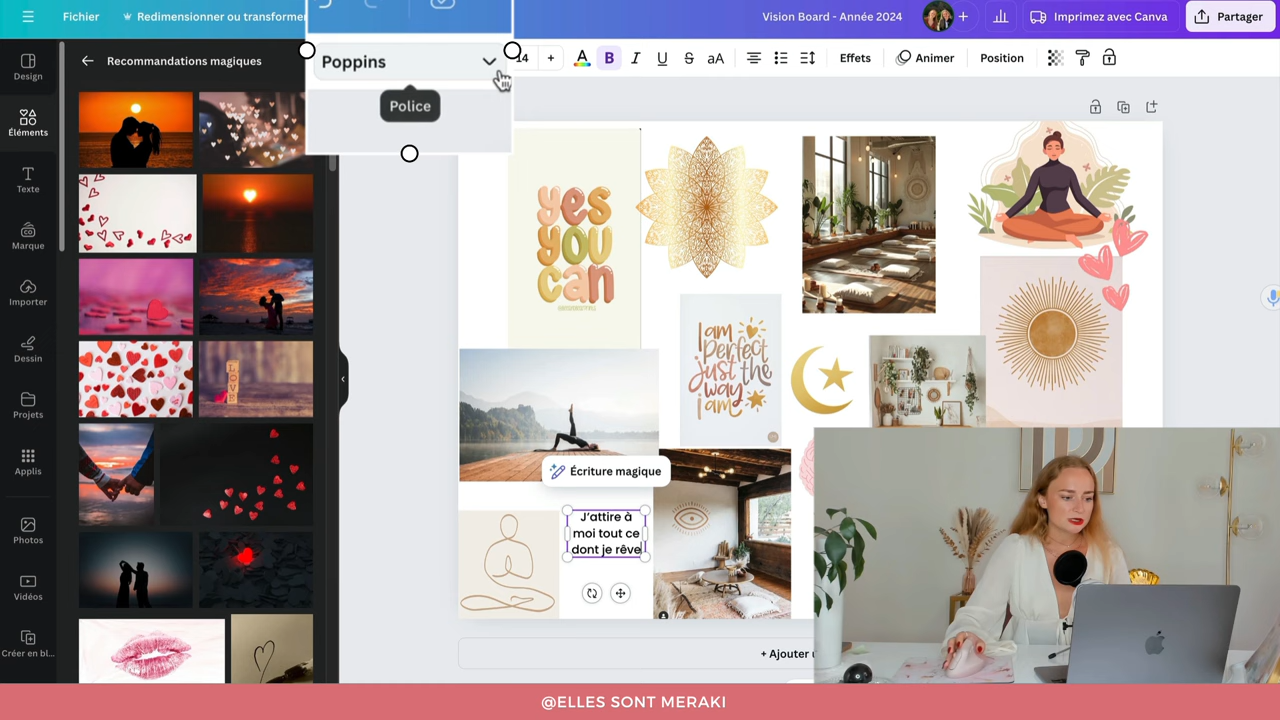 Fichier
Redimensionner ou transformer
Vision Board - Année 2024
+
Imprimez avec Canva
Partager
Design
Recommandations magiques
Poppins
Police
14 +
A B I U S aA
Effets
Animer
Position
Éléments
Texte
Marque
Importer
Dessin
Projets
Applis
Photos
Vidéos
Créer en bl...
LOVE
yes
you
can
I am
perfect
just the
way
i am
Écriture magique
J'attire à
moi tout ce
dont je rêve
+ Ajouter u
@ELLES SONT MERAKI